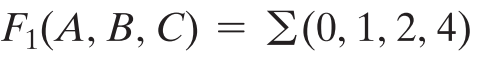 F₁(A, B, C) = Σ(0, 1, 2, 4)